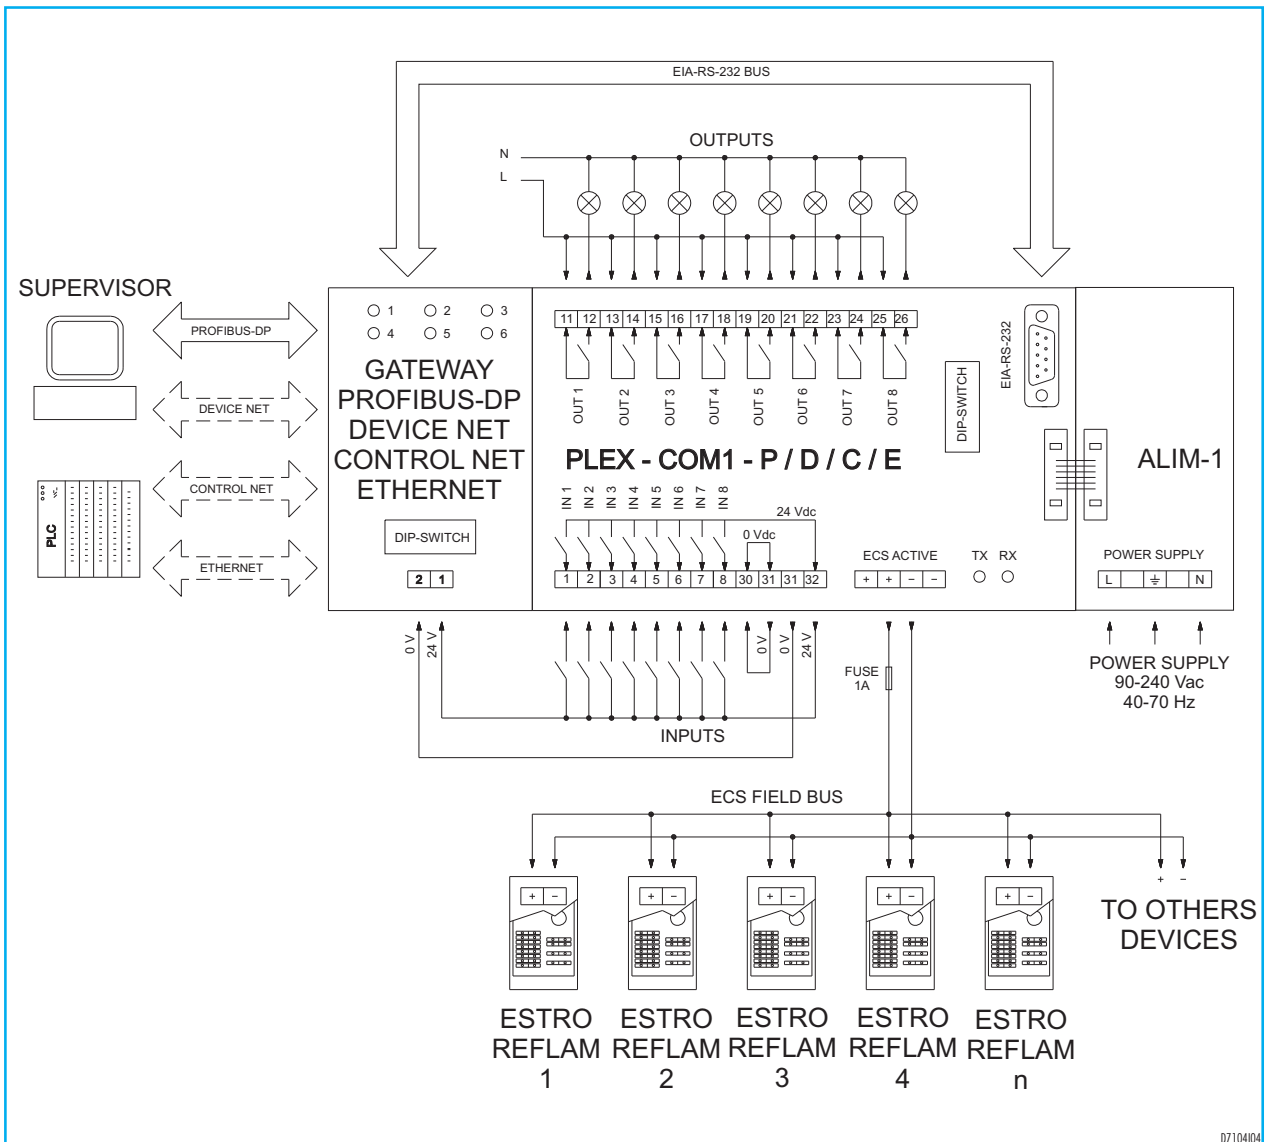 EIA-RS-232 BUS
OUTPUTS
N
L
SUPERVISOR
PROFIBUS-DP
DEVICE NET
CONTROL NET
ETHERNET
PLC
1 2 3
4 5 6
GATEWAY
PROFIBUS-DP
DEVICE NET
CONTROL NET
ETHERNET
DIP-SWITCH
2 1
11 12 13 14 15 16 17 18 19 20 21 22 23 24 25 26
OUT 1 OUT 2 OUT 3 OUT 4 OUT 5 OUT 6 OUT 7 OUT 8
DIP-SWITCH
EIA-RS-232
PLEX - COM1 - P / D / C / E
IN 1 IN 2 IN 3 IN 4 IN 5 IN 6 IN 7 IN 8
24 Vdc
0 Vdc
1 2 3 4 5 6 7 8 30 31 31 32
ECS ACTIVE
+ + − −
TX RX
ALIM-1
POWER SUPPLY
L N
POWER SUPPLY
90-240 Vac
40-70 Hz
0 V
24 V
0 V
0 V
24 V
INPUTS
FUSE
1A
ECS FIELD BUS
+ −
+ −
+ −
+ −
+ −
+ −
TO OTHERS
DEVICES
ESTRO
REFLAM
1
ESTRO
REFLAM
2
ESTRO
REFLAM
3
ESTRO
REFLAM
4
ESTRO
REFLAM
n
D7104I04